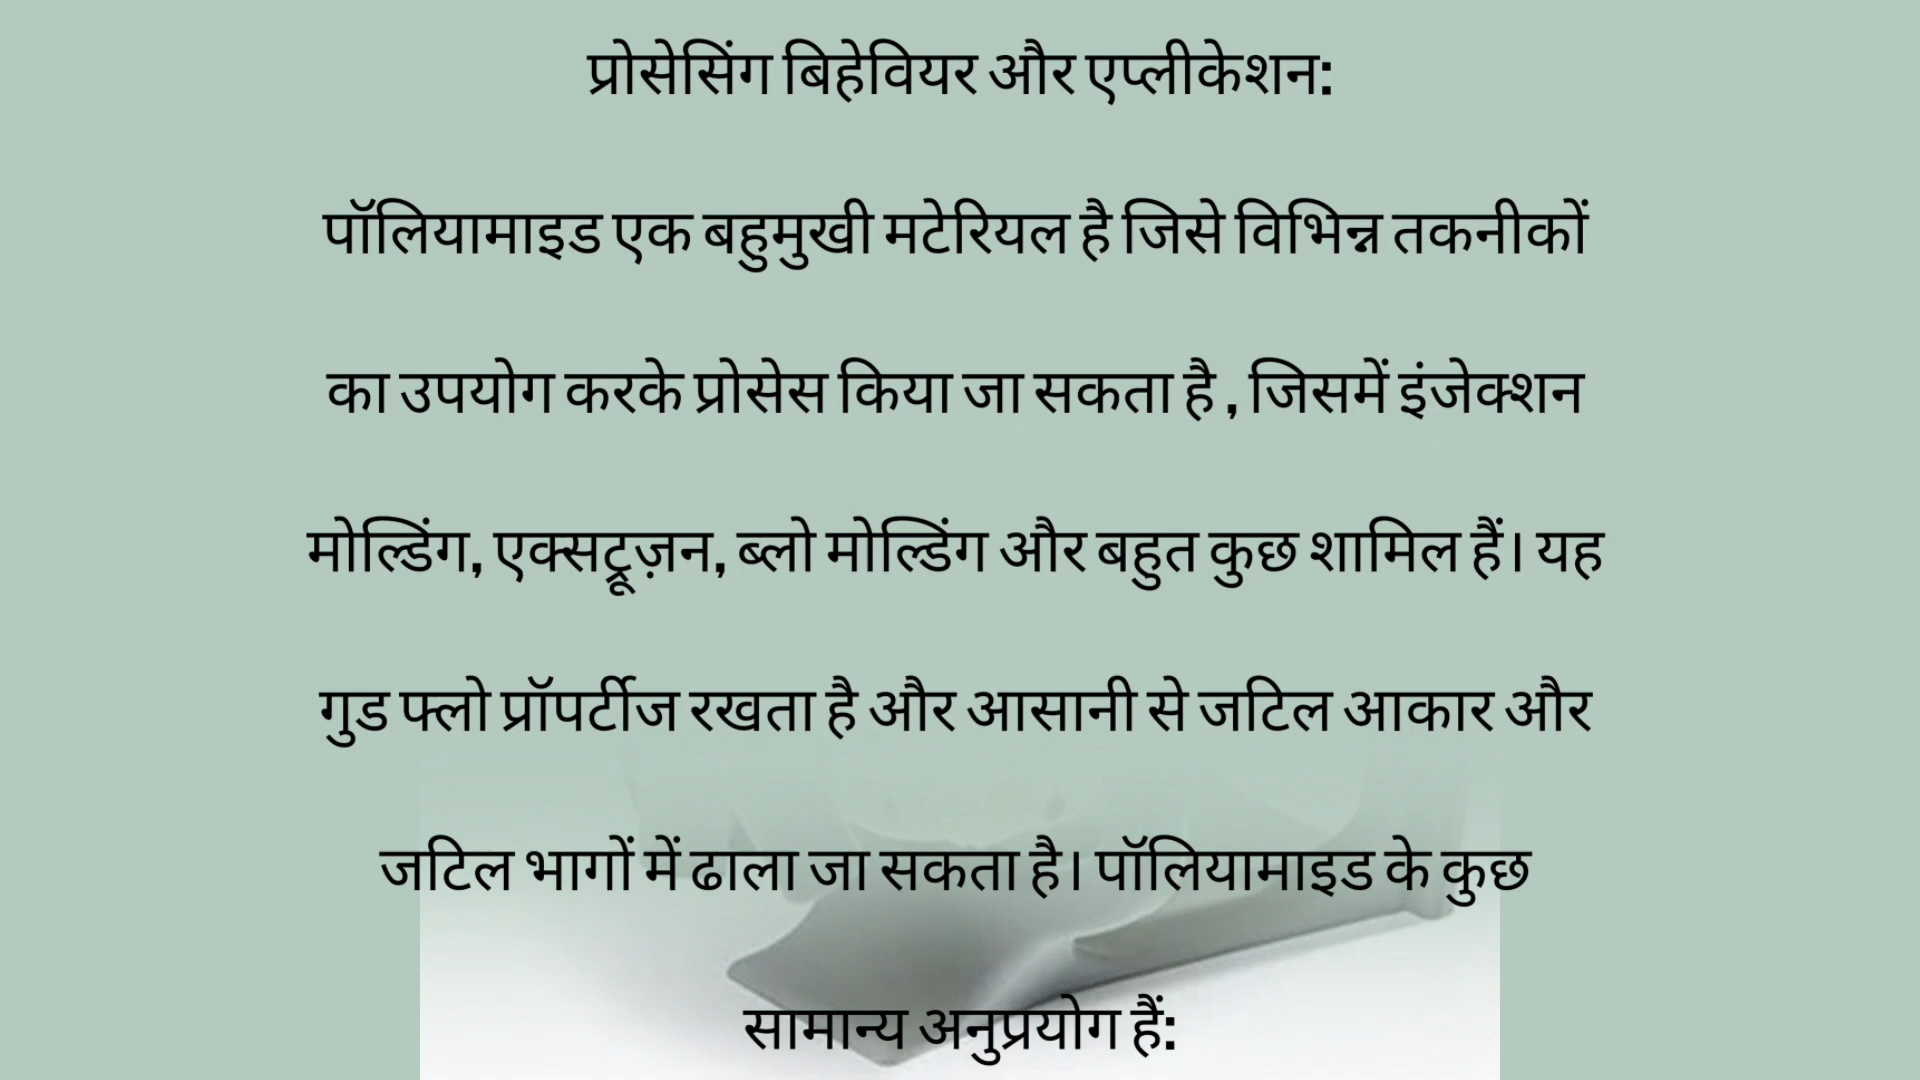 प्रोसेसिंग बिहेवियर और एप्लीकेशन:
पॉलियामाइड एक बहुमुखी मटेरियल है जिसे विभिन्न तकनीकों
का उपयोग करके प्रोसेस किया जा सकता है , जिसमें इंजेक्शन
मोल्डिंग, एक्सट्रूज़न, ब्लो मोल्डिंग और बहुत कुछ शामिल हैं। यह
गुड फ्लो प्रॉपर्टीज रखता है और आसानी से जटिल आकार और
जटिल भागों में ढाला जा सकता है। पॉलियामाइड के कुछ
सामान्य अनुप्रयोग हैं: